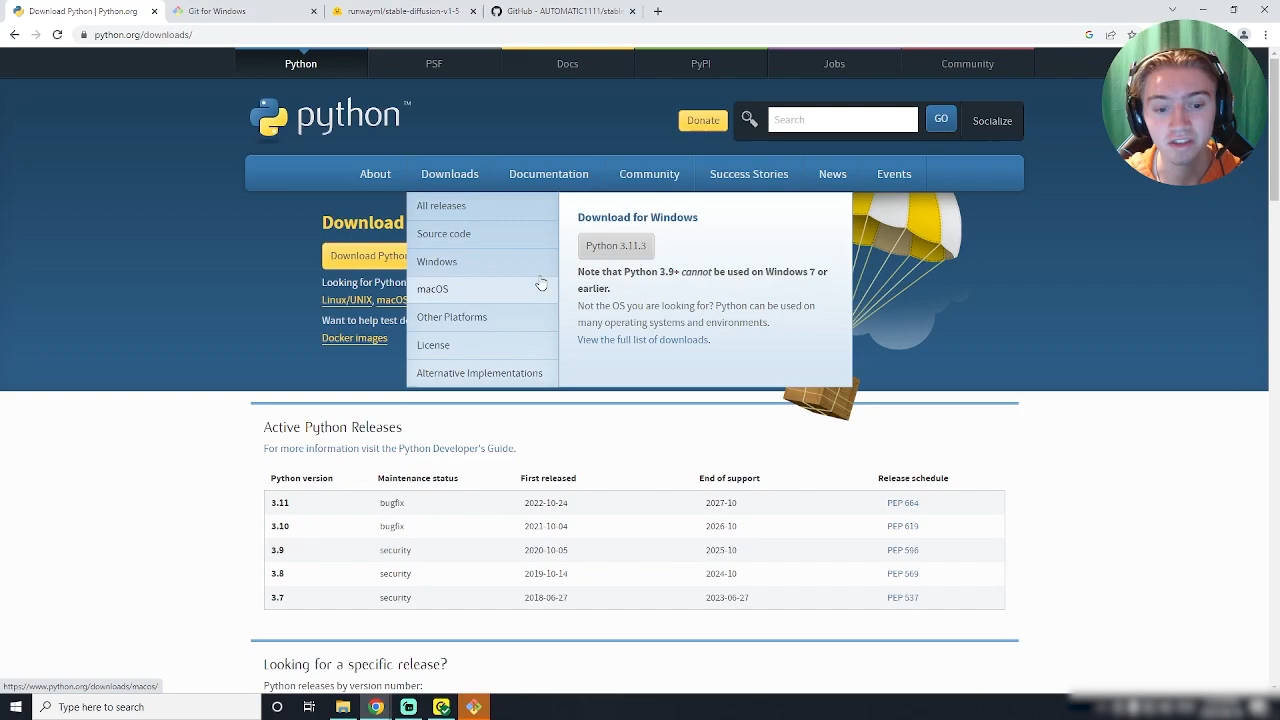 Download Python | Python.org
Git for Windows
runwayml/stable-diffusion-v1-5
GitHub - AUTOMATIC1111/stabl
python.org/downloads/
Python
PSF
Docs
PyPI
Jobs
Community
python™
Donate
Search
GO
Socialize
About
Downloads
Documentation
Community
Success Stories
News
Events
Download
Download Python
Looking for Python
Linux/UNIX, macOS
Want to help test d
Docker images
All releases
Source code
Windows
macOS
Other Platforms
License
Alternative Implementations
Download for Windows
Python 3.11.3
Note that Python 3.9+ cannot be used on Windows 7 or
earlier.
Not the OS you are looking for? Python can be used on
many operating systems and environments.
View the full list of downloads.
Active Python Releases
For more information visit the Python Developer's Guide.
Python version Maintenance status First released End of support Release schedule
3.11 bugfix 2022-10-24 2027-10 PEP 664
3.10 bugfix 2021-10-04 2026-10 PEP 619
3.9 security 2020-10-05 2025-10 PEP 596
3.8 security 2019-10-14 2024-10 PEP 569
3.7 security 2018-06-27 2023-06-27 PEP 537
Looking for a specific release?
Python releases by version number:
https://www.python.org/downloads/macos/
Type here to search